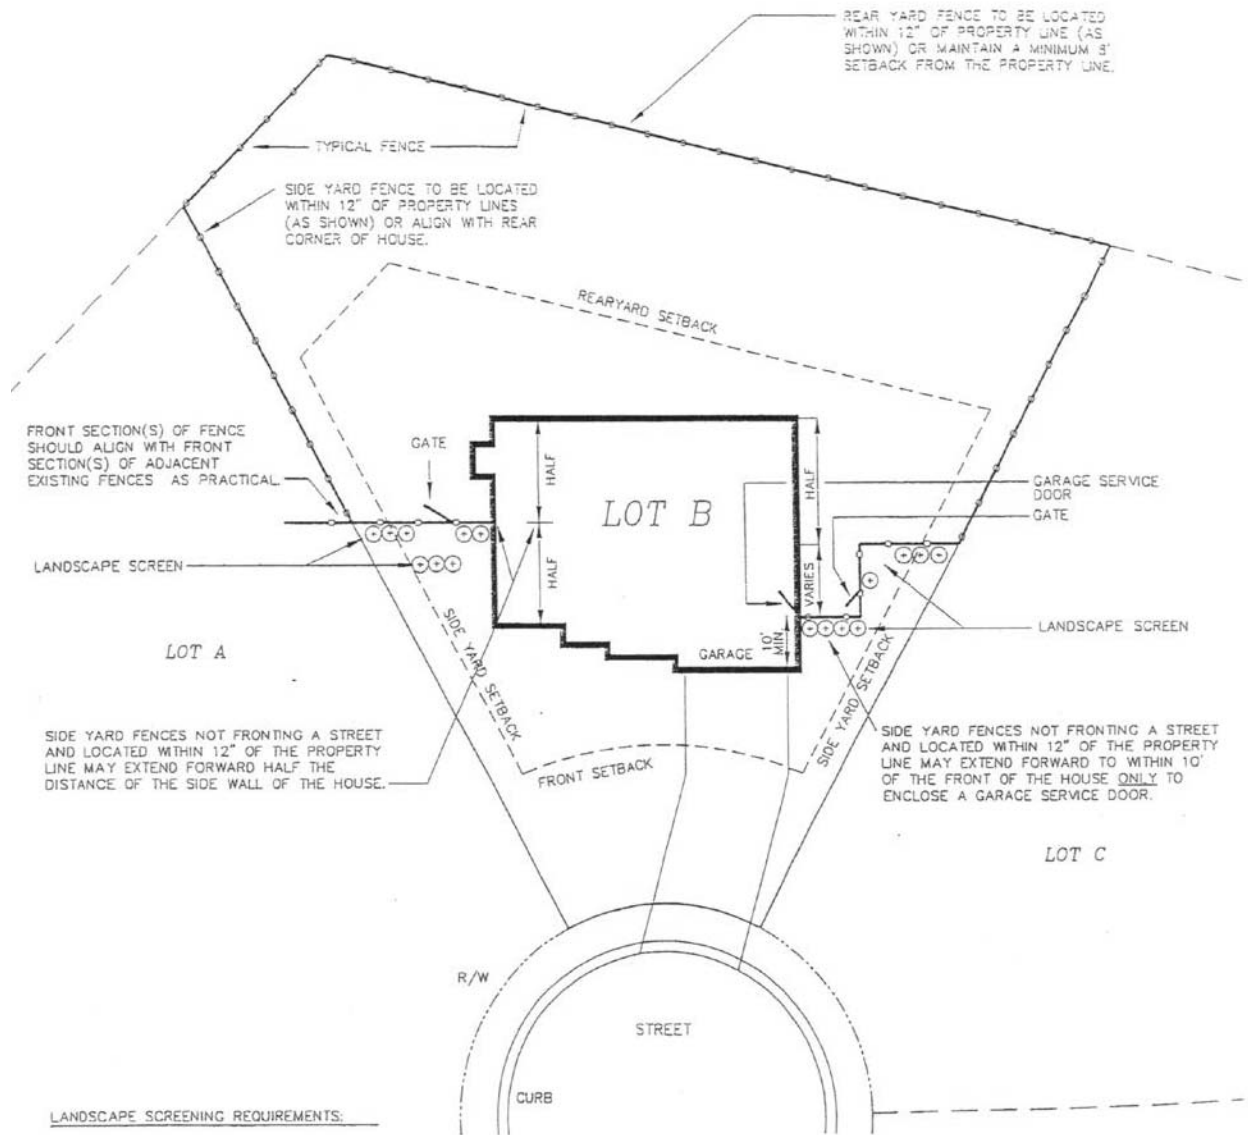 REAR YARD FENCE TO BE LOCATED
WITHIN 12" OF PROPERTY LINE (AS
SHOWN) OR MAINTAIN A MINIMUM 8'
SETBACK FROM THE PROPERTY LINE.
TYPICAL FENCE
SIDE YARD FENCE TO BE LOCATED
WITHIN 12" OF PROPERTY LINES
(AS SHOWN) OR ALIGN WITH REAR
CORNER OF HOUSE.
REARYARD SETBACK
FRONT SECTION(S) OF FENCE
SHOULD ALIGN WITH FRONT
SECTION(S) OF ADJACENT
EXISTING FENCES AS PRACTICAL.
GATE
HALF
HALF
LOT B
HALF
VARIES
10'
MIN.
GARAGE SERVICE
DOOR
GATE
LANDSCAPE SCREEN
LANDSCAPE SCREEN
LOT A
SIDE YARD SETBACK
GARAGE
SIDE YARD SETBACK
FRONT SETBACK
SIDE YARD FENCES NOT FRONTING A STREET
AND LOCATED WITHIN 12" OF THE PROPERTY
LINE MAY EXTEND FORWARD HALF THE
DISTANCE OF THE SIDE WALL OF THE HOUSE.
SIDE YARD FENCES NOT FRONTING A STREET
AND LOCATED WITHIN 12" OF THE PROPERTY
LINE MAY EXTEND FORWARD TO WITHIN 10'
OF THE FRONT OF THE HOUSE ONLY TO
ENCLOSE A GARAGE SERVICE DOOR.
LOT C
R/W
STREET
CURB
LANDSCAPE SCREENING REQUIREMENTS: